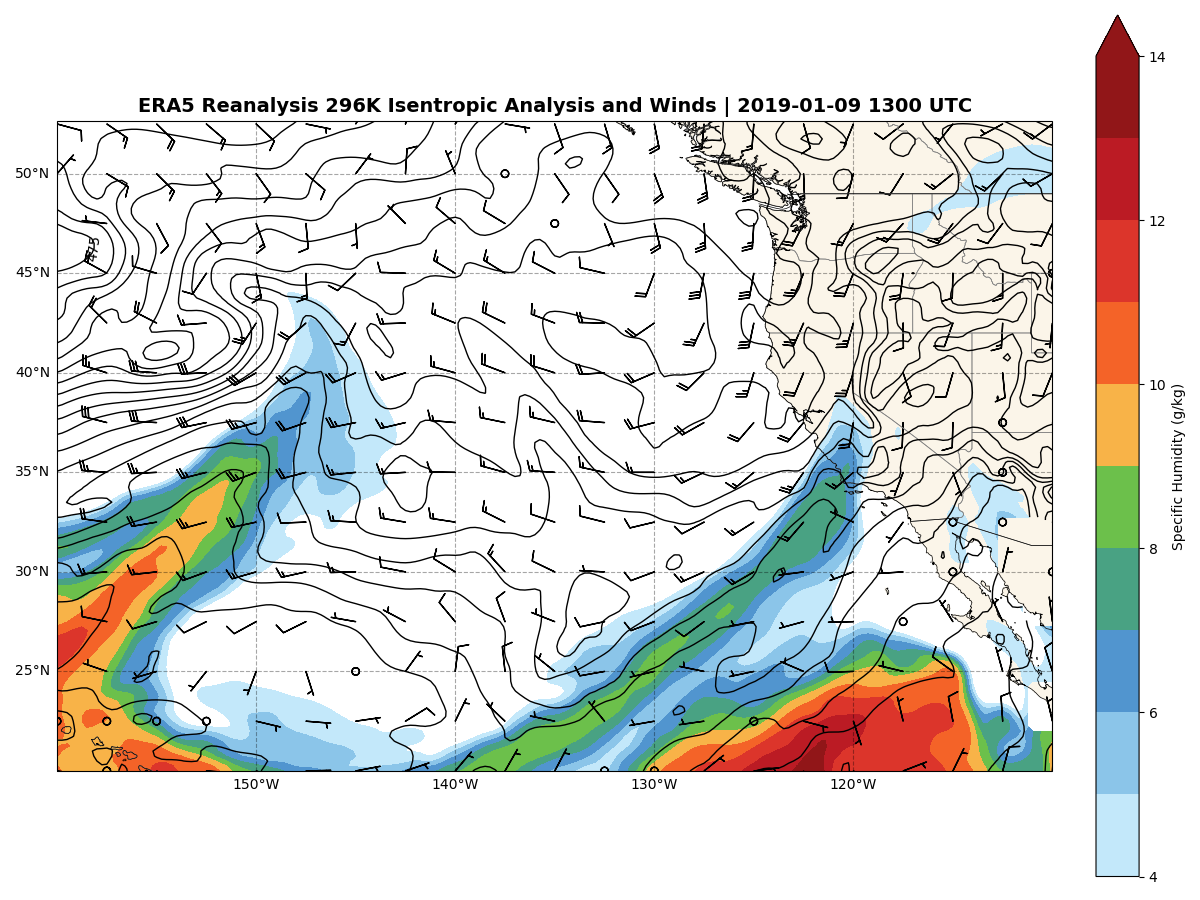 ERA5 Reanalysis 296K Isentropic Analysis and Winds | 2019-01-09 1300 UTC
50°N
45°N
40°N
35°N
30°N
25°N
150°W
140°W
130°W
120°W
14
12
10
8
6
4
Specific Humidity (g/kg)